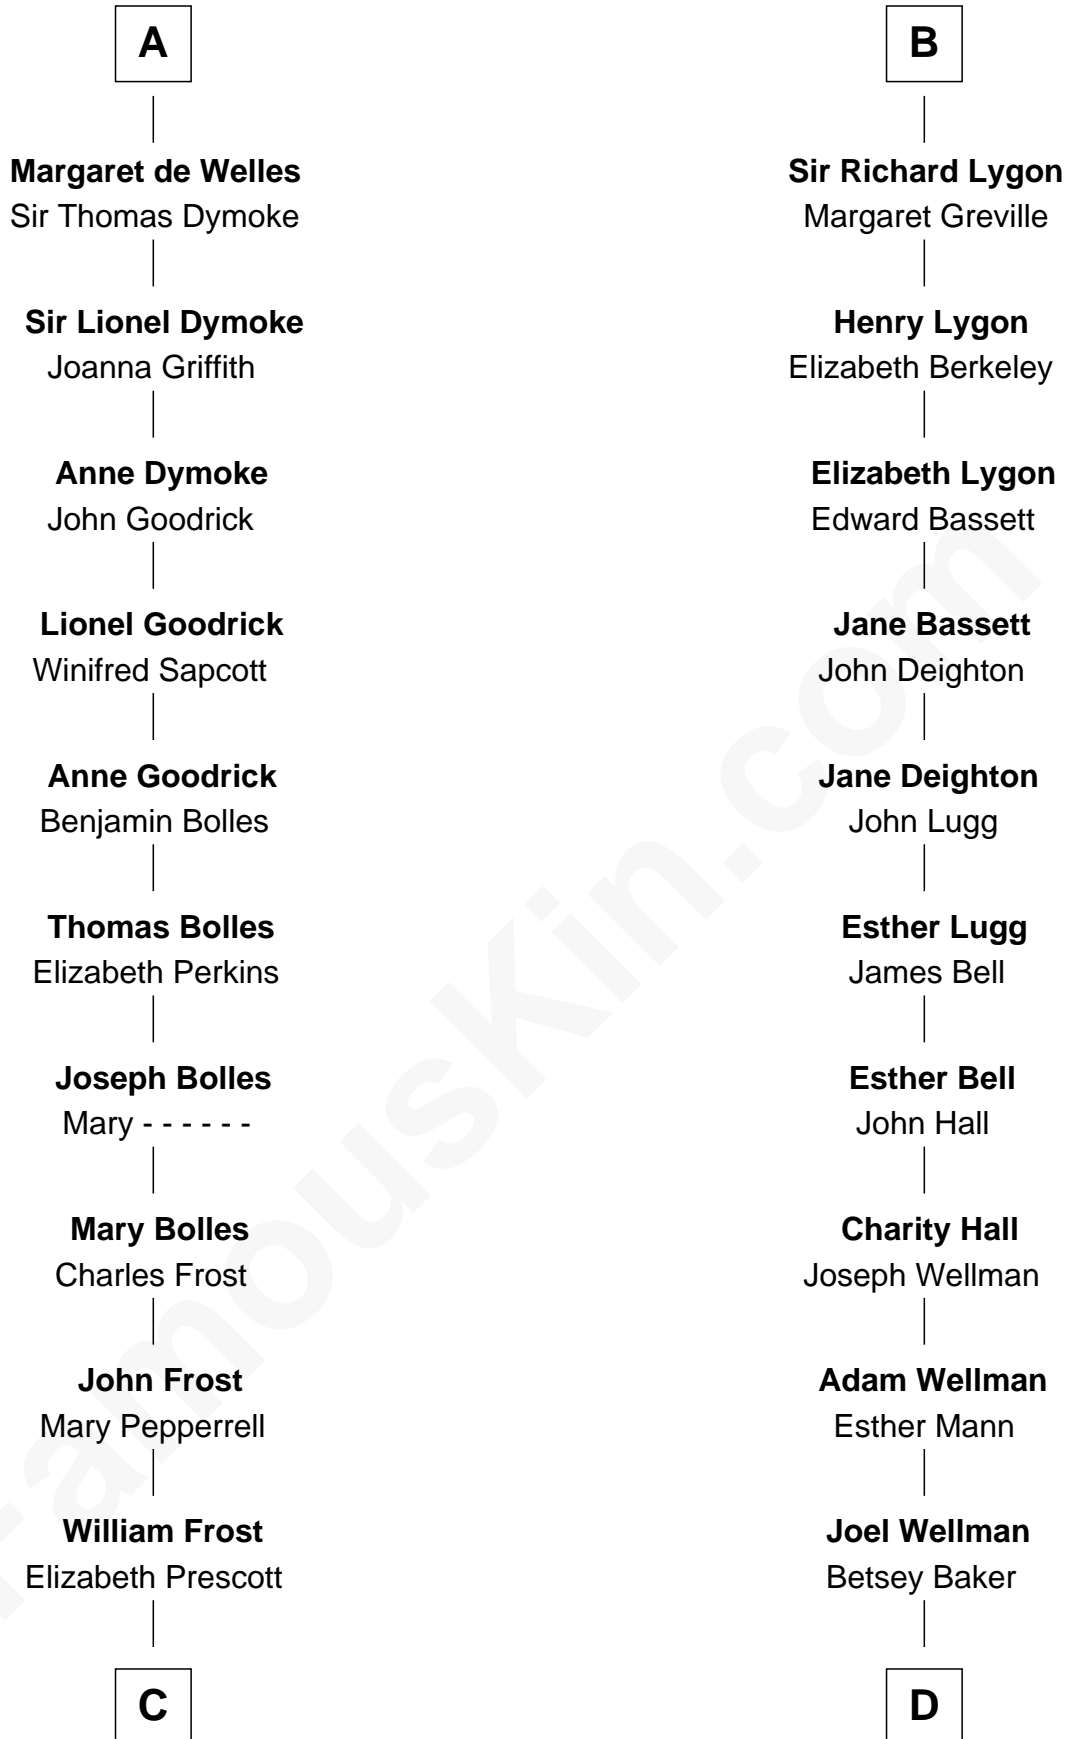 A
Margaret de Welles
Sir Thomas Dymoke
Sir Lionel Dymoke
Joanna Griffith
Anne Dymoke
John Goodrick
Lionel Goodrick
Winifred Sapcott
Anne Goodrick
Benjamin Bolles
Thomas Bolles
Elizabeth Perkins
Joseph Bolles
Mary - - - - - -
Mary Bolles
Charles Frost
John Frost
Mary Pepperrell
William Frost
Elizabeth Prescott
C
B
Sir Richard Lygon
Margaret Greville
Henry Lygon
Elizabeth Berkeley
Elizabeth Lygon
Edward Bassett
Jane Bassett
John Deighton
Jane Deighton
John Lugg
Esther Lugg
James Bell
Esther Bell
John Hall
Charity Hall
Joseph Wellman
Adam Wellman
Esther Mann
Joel Wellman
Betsey Baker
D
FamousKin.com